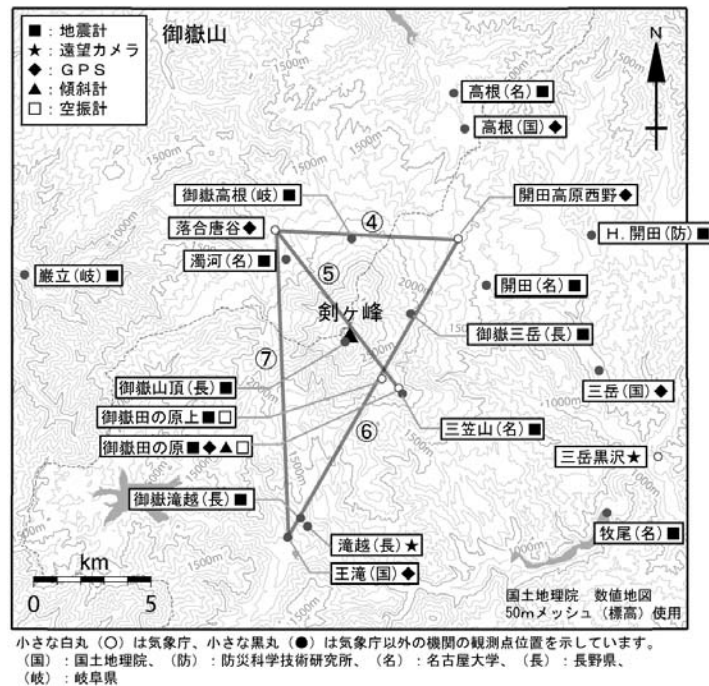 ■：地震計
★：遠望カメラ
◆：ＧＰＳ
▲：傾斜計
□：空振計
御嶽山
N
高根(名)■
高根(国)◆
御嶽高根(岐)■
④
開田高原西野◆
落合唐谷◆
H.開田(防)■
濁河(名)■
⑤
巌立(岐)■
開田(名)■
剣ヶ峰
御嶽三岳(長)■
⑦
御嶽山頂(長)■
三岳(国)◆
御嶽田の原上■□
⑥
三笠山(名)■
御嶽田の原■◆▲□
三岳黒沢★
御嶽滝越(長)■
滝越(長)★
牧尾(名)■
王滝(国)◆
km
0 5
国土地理院　数値地図
50mメッシュ（標高）使用
1500m
1500m
1500m
1000m
2000m
1000m
1500m
1500m
小さな白丸（○）は気象庁、小さな黒丸（●）は気象庁以外の機関の観測点位置を示しています。
（国）：国土地理院、（防）：防災科学技術研究所、（名）：名古屋大学、（長）：長野県、
（岐）：岐阜県